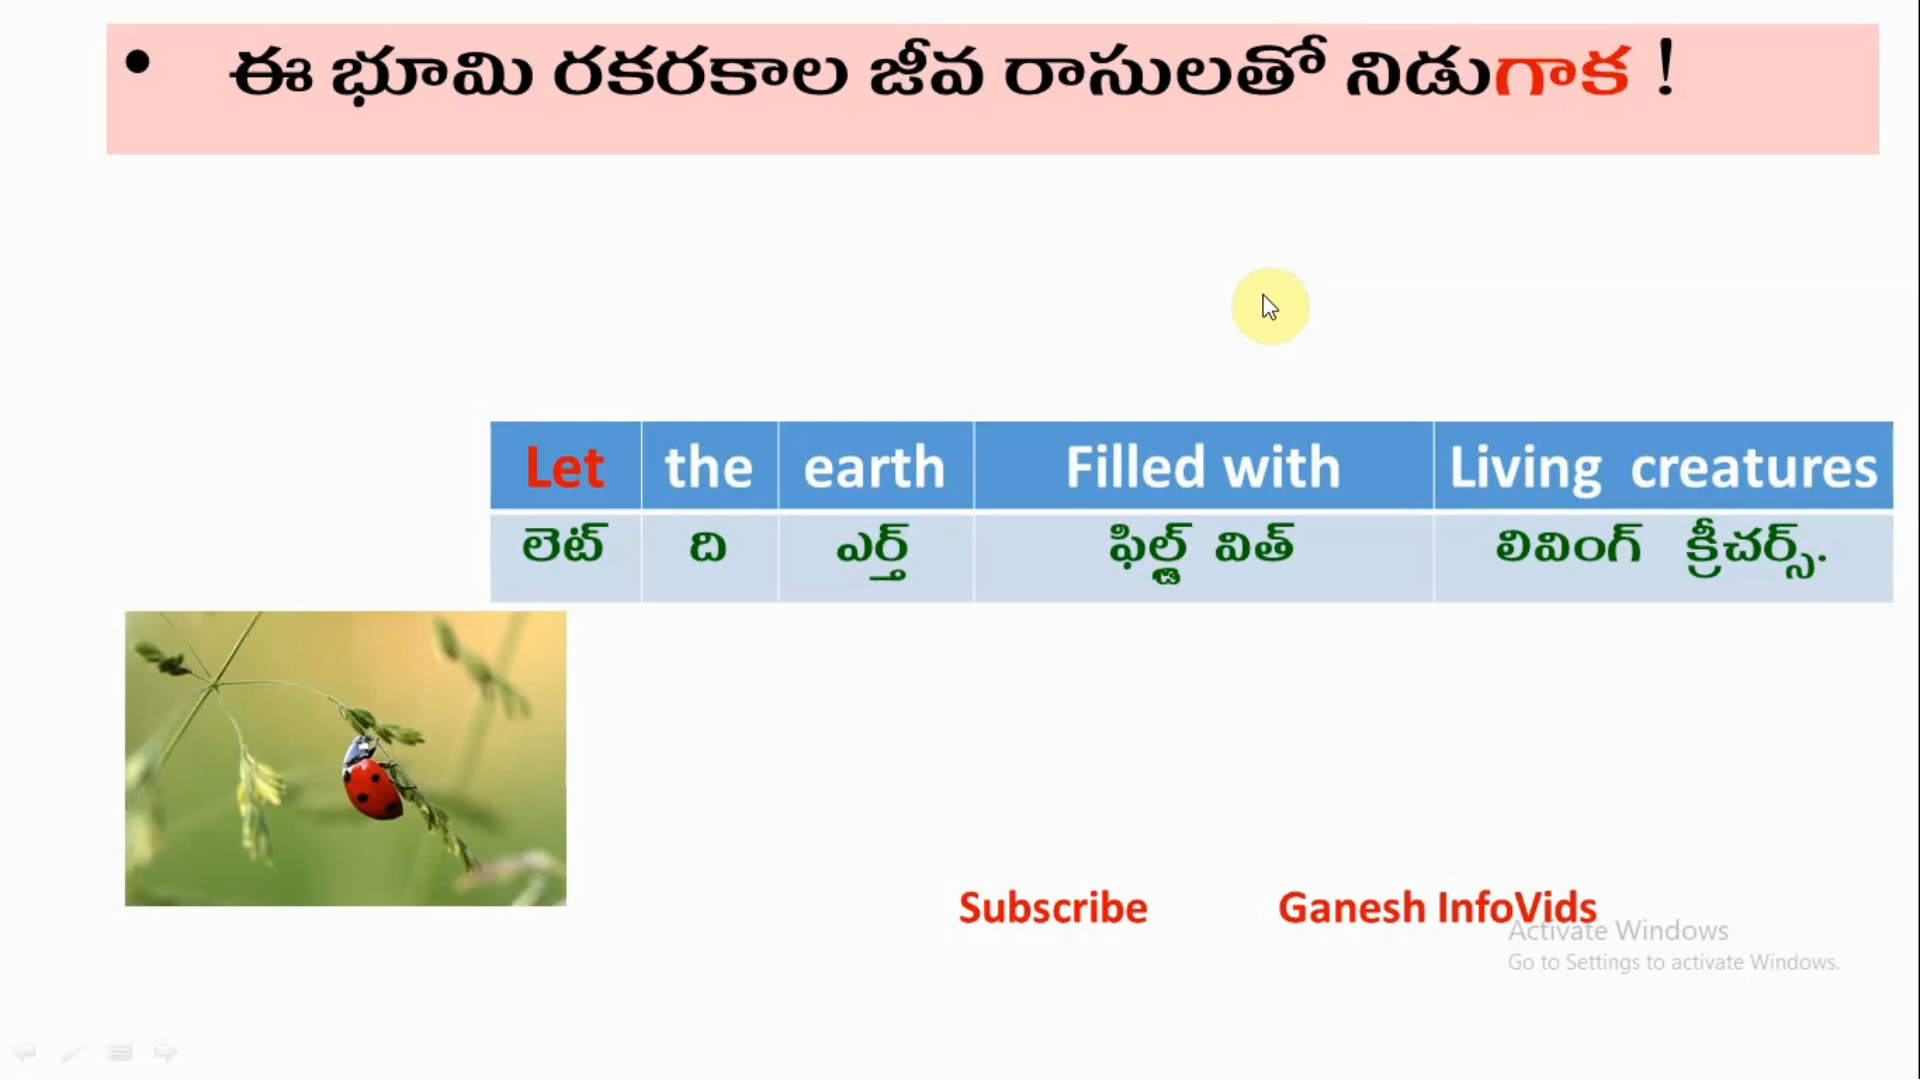 • ఈ భూమి రకరకాల జీవ రాసులతో నిడుగాక !
Let the earth Filled with Living creatures
లెట్ ది ఎర్త్ ఫిల్డ్ విత్ లివింగ్ క్రీచర్స్.
Subscribe Ganesh InfoVids
Activate Windows
Go to Settings to activate Windows.